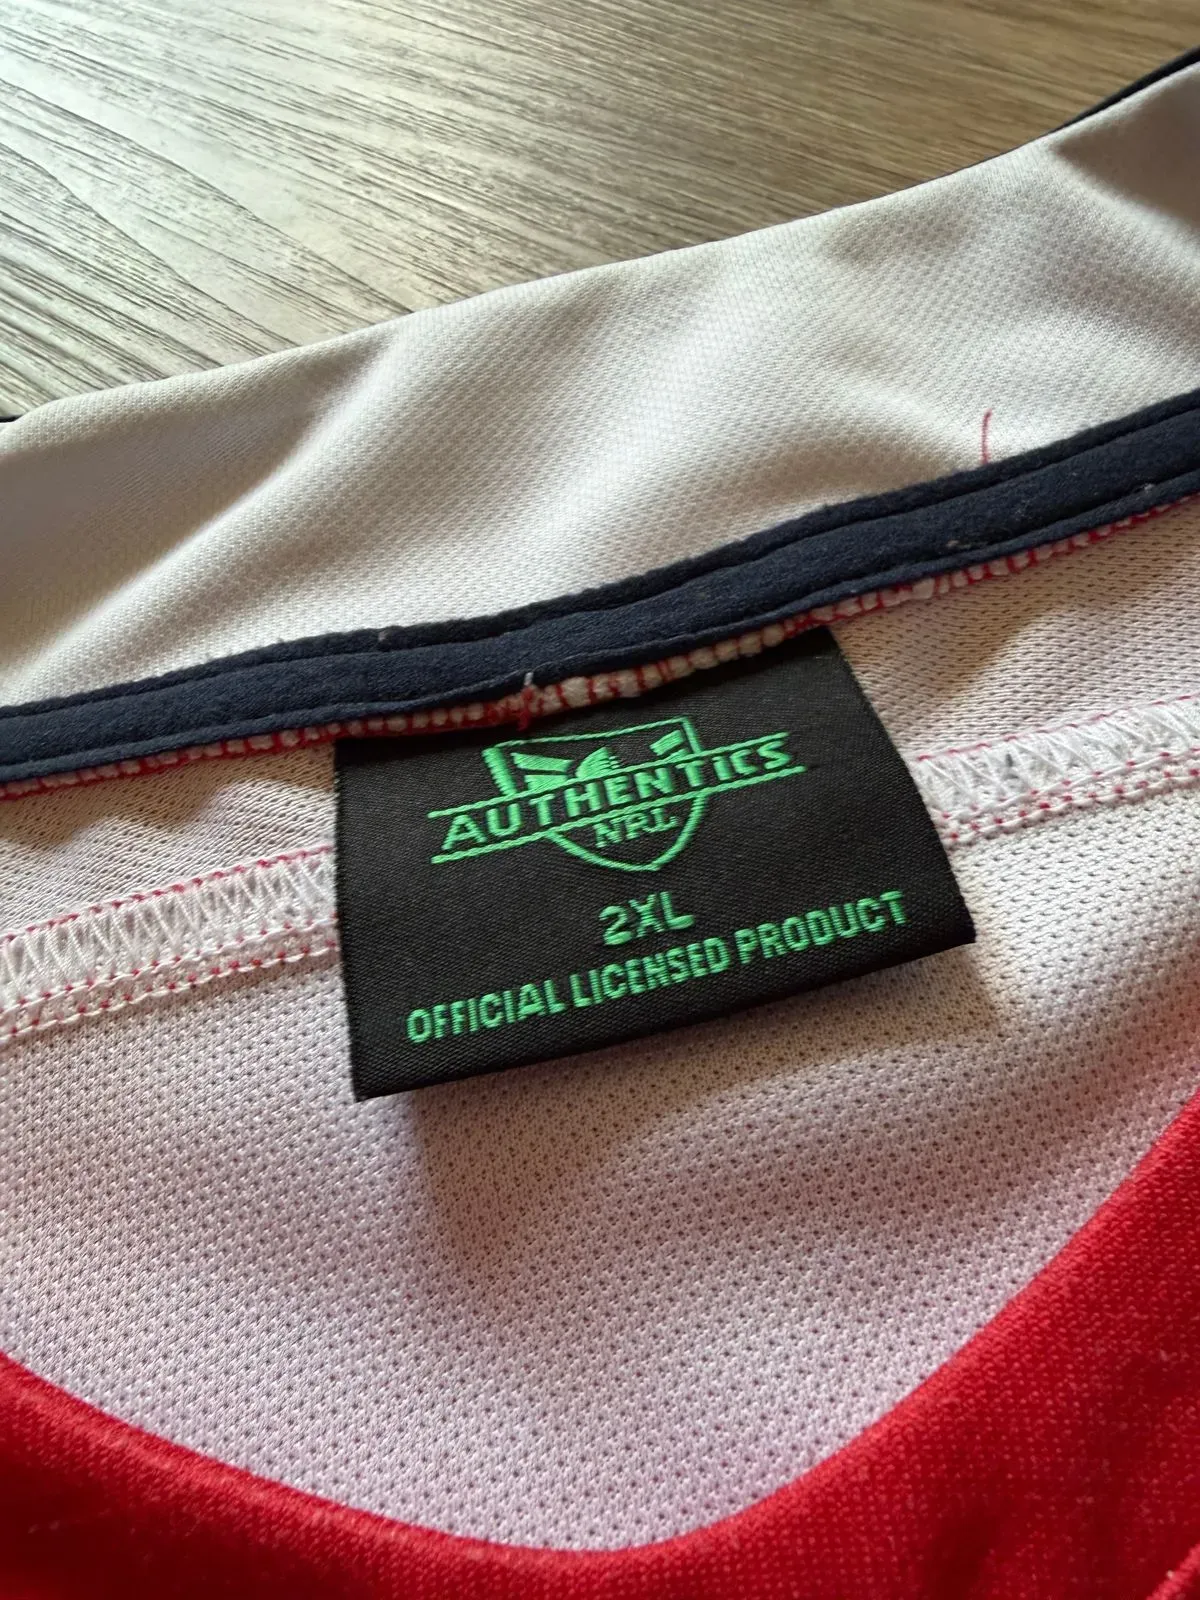 AUTHENTICS
NRL
2XL
OFFICIAL LICENSED PRODUCT